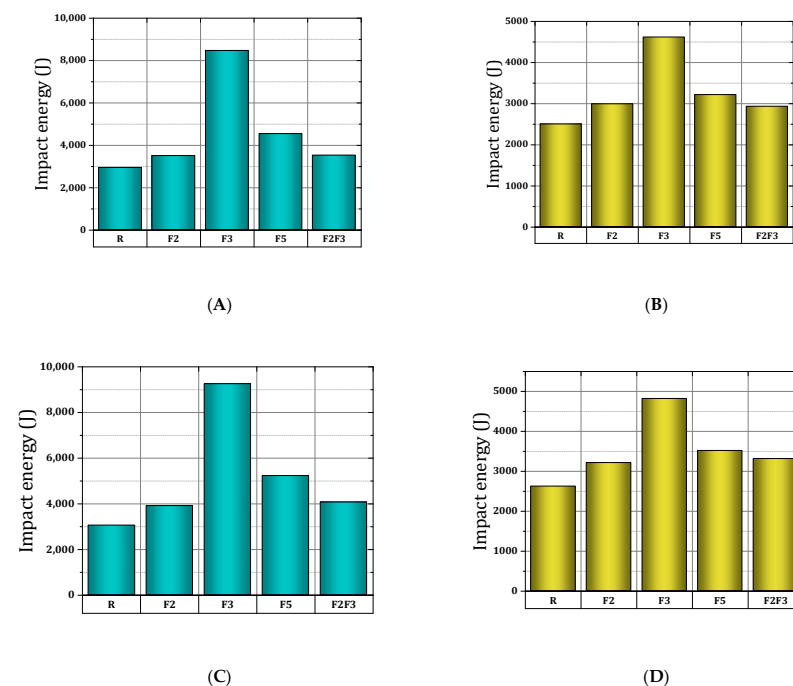 Impact energy (J)
10,000
8,000
6,000
4,000
2,000
0
R F2 F3 F5 F2F3
(A)
Impact energy (J)
5000
4000
3000
2000
1000
0
R F2 F3 F5 F2F3
(B)
Impact energy (J)
10,000
8,000
6,000
4,000
2,000
0
R F2 F3 F5 F2F3
(C)
Impact energy (J)
5000
4000
3000
2000
1000
0
R F2 F3 F5 F2F3
(D)